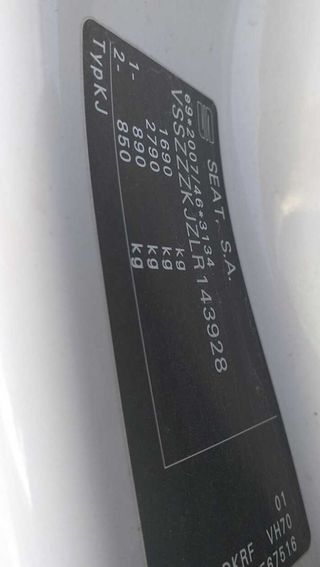 SEAT, S.A.
e9*2007/46*3134
VSSZZZKJZLR143928
1690 kg
2790 kg
1- 890 kg
2- 850 kg
TypKJ
01
VH70
67516